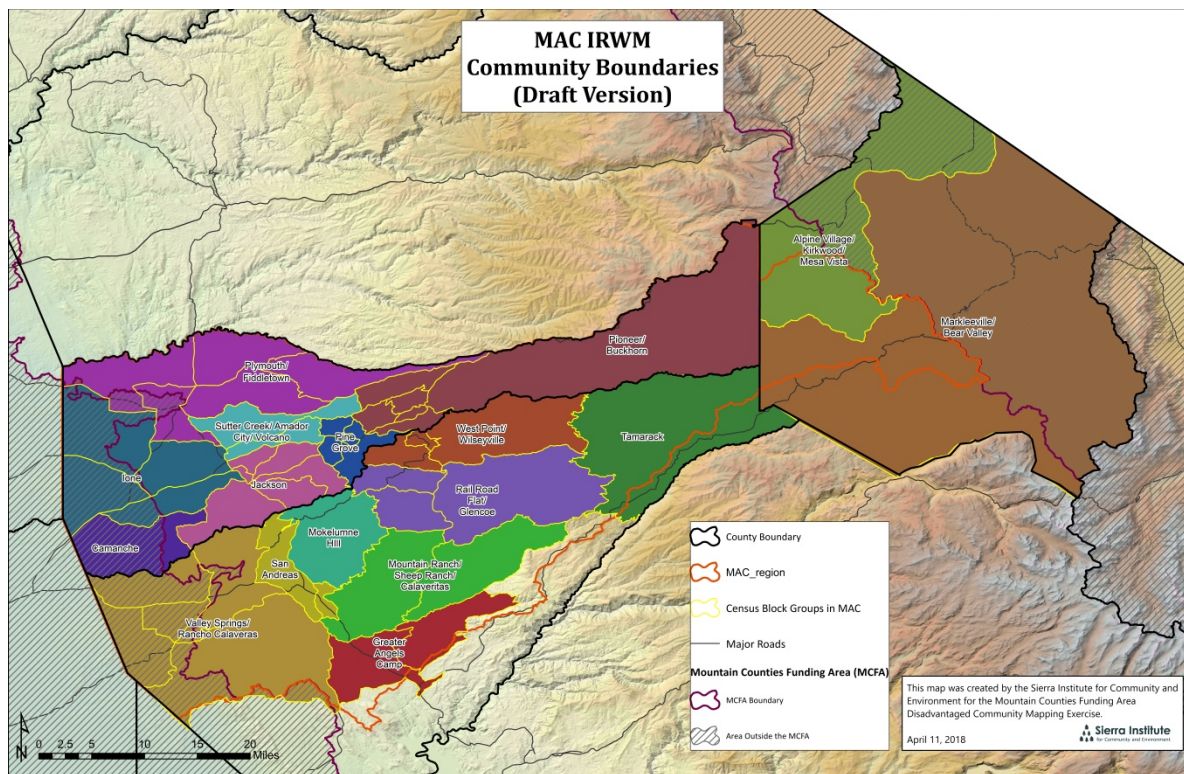 MAC IRWM
Community Boundaries
(Draft Version)
Alpine Village/
Kirkwood/
Mesa Vista
Markleeville/
Bear Valley
Pioneer/
Buckhorn
Plymouth/
Fiddletown
Sutter Creek/ Amador
City/ Volcano
Pine
Grove
West Point/
Wilseyville
Tamarack
Ione
Jackson
Rail Road
Flat/
Glencoe
Camanche
Mokelumne
Hill
San
Andreas
Mountain Ranch/
Sheep Ranch/
Calaveritas
Valley Springs/
Rancho Calaveras
Greater
Angels
Camp
County Boundary
MAC_region
Census Block Groups in MAC
Major Roads
Mountain Counties Funding Area (MCFA)
MCFA Boundary
Area Outside the MCFA
This map was created by the Sierra Institute for Community and
Environment for the Mountain Counties Funding Area
Disadvantaged Community Mapping Exercise.
April 11, 2018
Sierra Institute
for Community and Environment
N
0 2.5 5 10 15 20
Miles